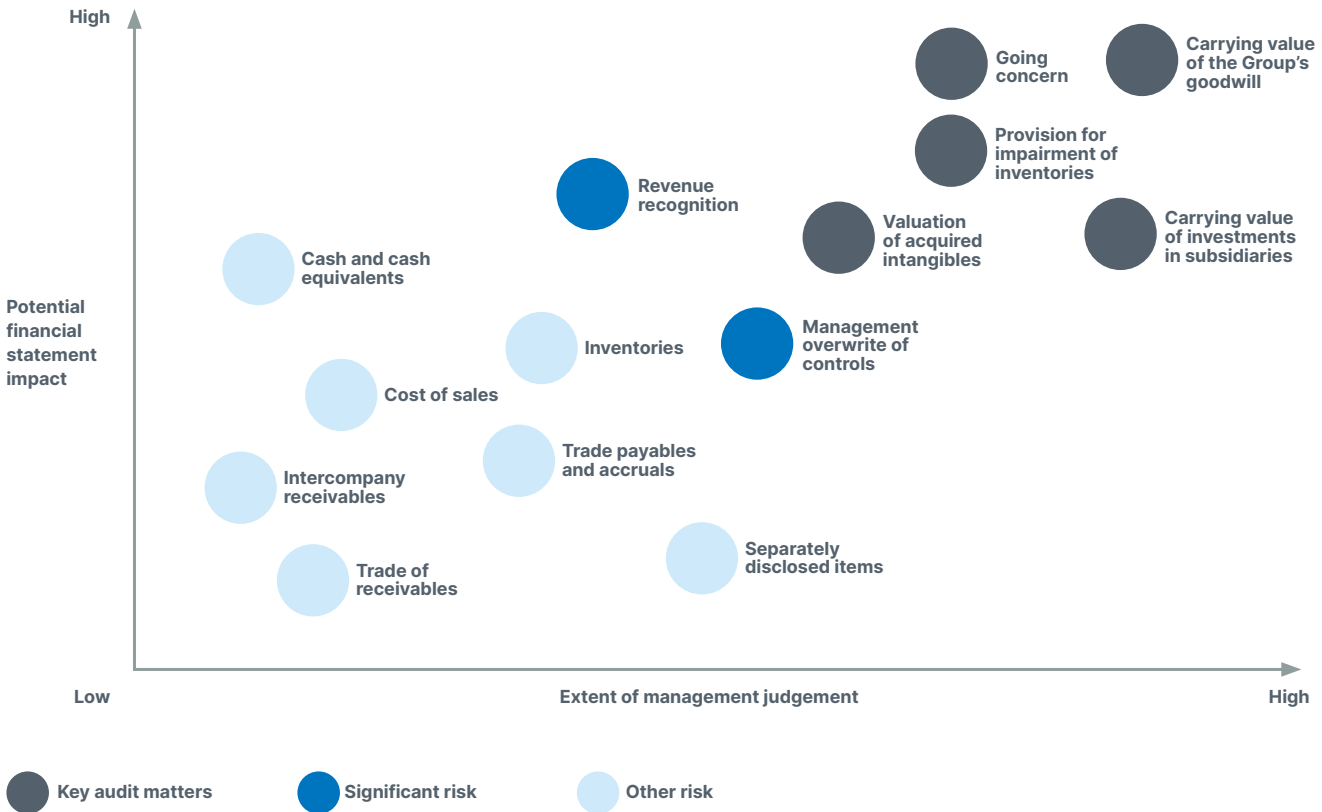 High
Going
concern
Carrying value
of the Group's
goodwill
Provision for
impairment of
inventories
Revenue
recognition
Valuation
of acquired
intangibles
Carrying value
of investments
in subsidiaries
Cash and cash
equivalents
Potential
financial
statement
impact
Inventories
Management
overwrite of
controls
Cost of sales
Trade payables
and accruals
Intercompany
receivables
Separately
disclosed items
Trade of
receivables
Low
Extent of management judgement
High
Key audit matters
Significant risk
Other risk